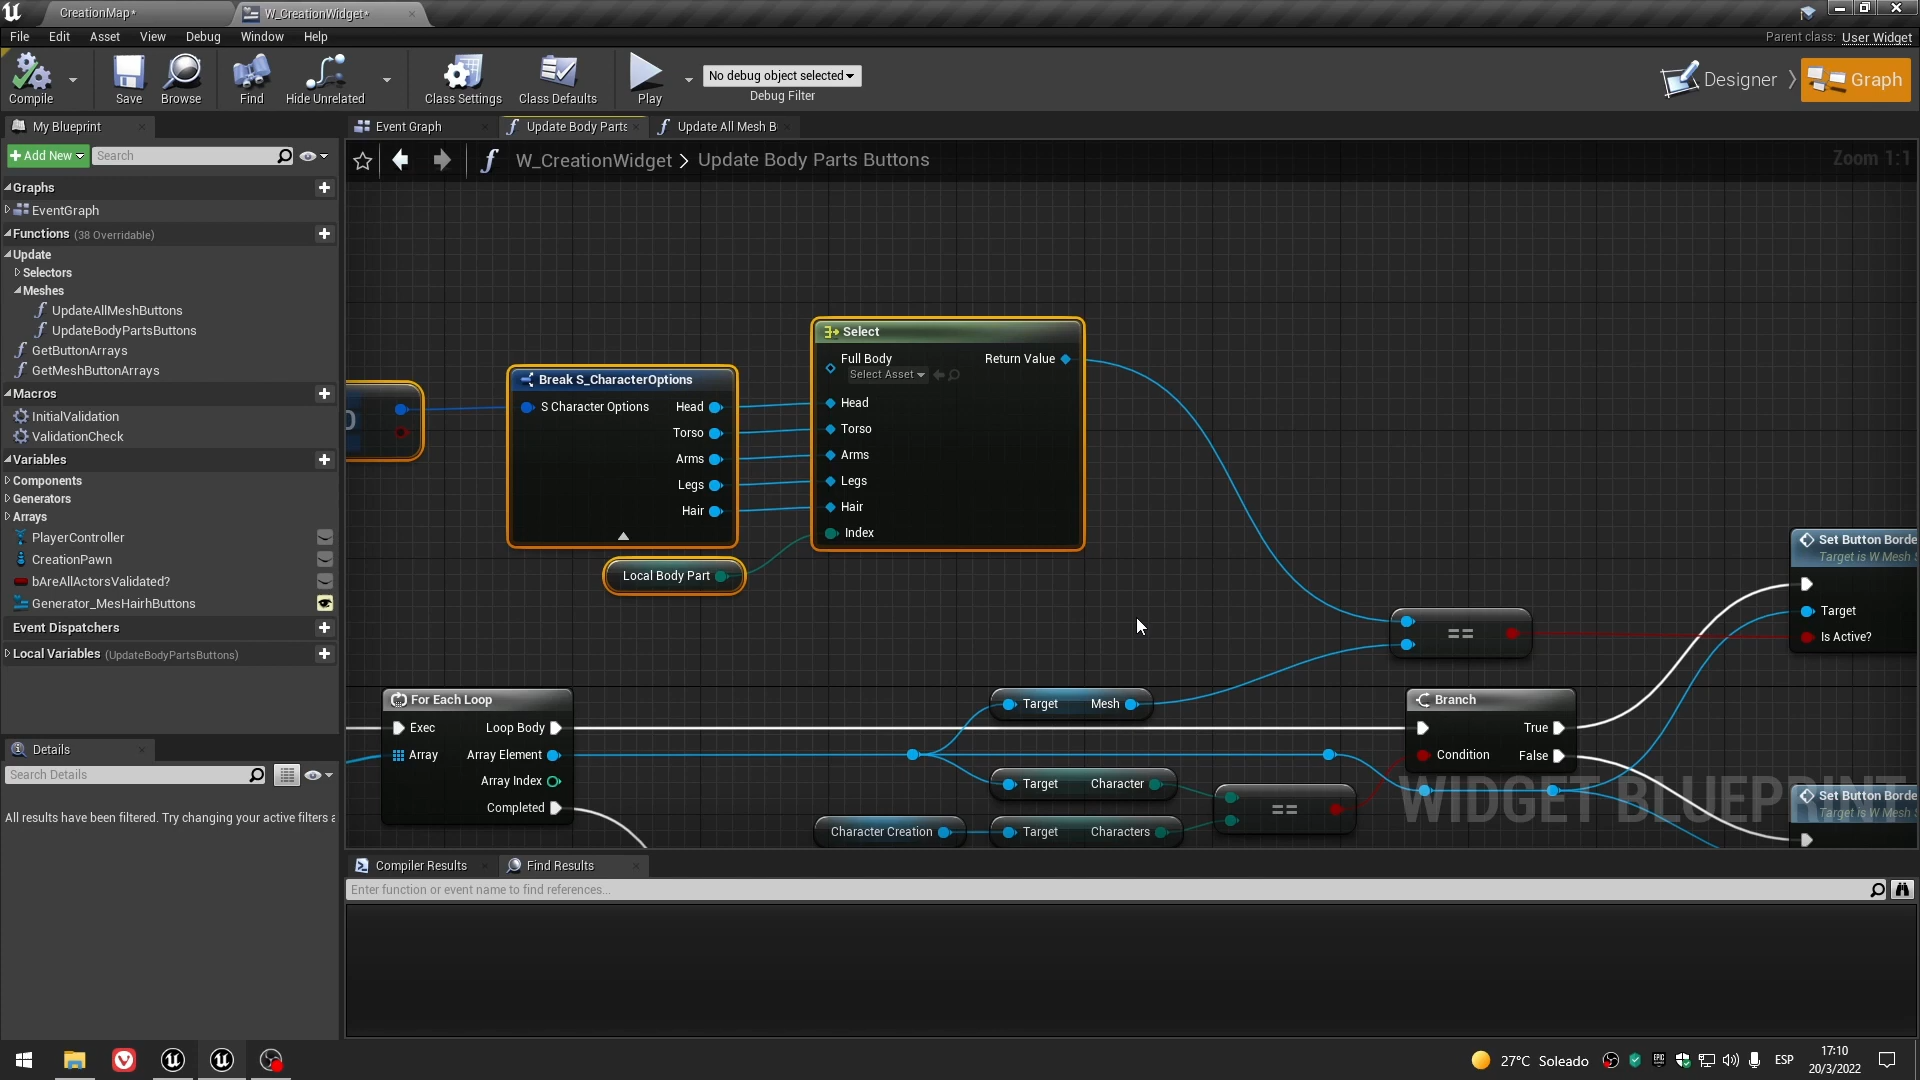 CreationMap*
W_CreationWidget*
File Edit Asset View Debug Window Help
Parent class: User Widget
Compile
Save
Browse
Find
Hide Unrelated
Class Settings
Class Defaults
Play
No debug object selected
Debug Filter
Designer
Graph
My Blueprint
Event Graph
Update Body Parts
Update All Mesh B
+ Add New
Search
W_CreationWidget > Update Body Parts Buttons
Zoom 1:1
Graphs
EventGraph
Functions (38 Overridable)
Update
Selectors
Meshes
UpdateAllMeshButtons
UpdateBodyPartsButtons
GetButtonArrays
GetMeshButtonArrays
Macros
InitialValidation
ValidationCheck
Variables
Components
Generators
Arrays
PlayerController
CreationPawn
bAreAllActorsValidated?
Generator_MesHairhButtons
Event Dispatchers
Local Variables (UpdateBodyPartsButtons)
Details
Search Details
All results have been filtered. Try changing your active filters a
Break S_CharacterOptions
S Character Options
Head
Torso
Arms
Legs
Hair
Local Body Part
Select
Full Body
Select Asset
Return Value
Head
Torso
Arms
Legs
Hair
Index
==
Set Button Borde
Target is W Mesh S
Target
Is Active?
For Each Loop
Exec
Loop Body
Array
Array Element
Array Index
Completed
Target Mesh
Target Character
Character Creation
Target Characters
==
Branch
True
Condition
False
Set Button Borde
Target is W Mesh S
WIDGET BLUEPRINT
Compiler Results
Find Results
Enter function or event name to find references...
27°C Soleado
ESP
17:10
20/3/2022